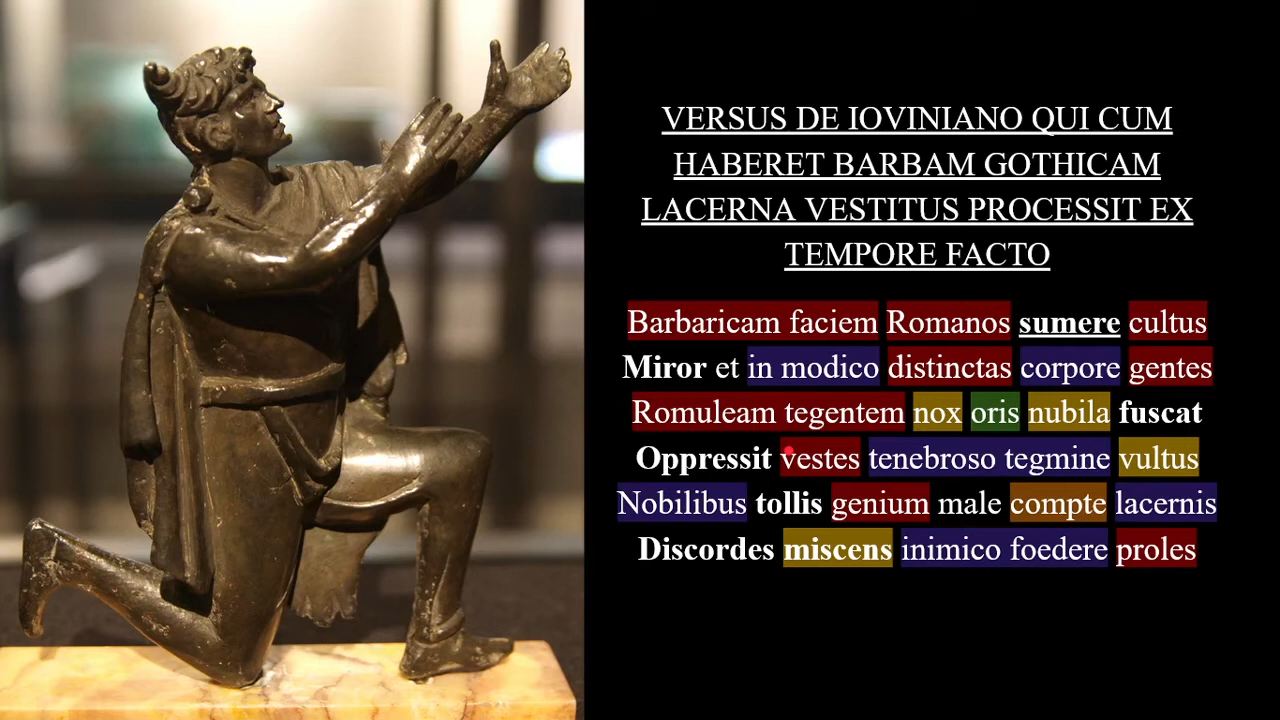 VERSUS DE IOVINIANO QUI CUM
HABERET BARBAM GOTHICAM
LACERNA VESTITUS PROCESSIT EX
TEMPORE FACTO
Barbaricam faciem Romanos sumere cultus
Miror et in modico distinctas corpore gentes
Romuleam tegentem nox oris nubila fuscat
Oppressit vestes tenebroso tegmine vultus
Nobilibus tollis genium male compte lacernis
Discordes miscens inimico foedere proles